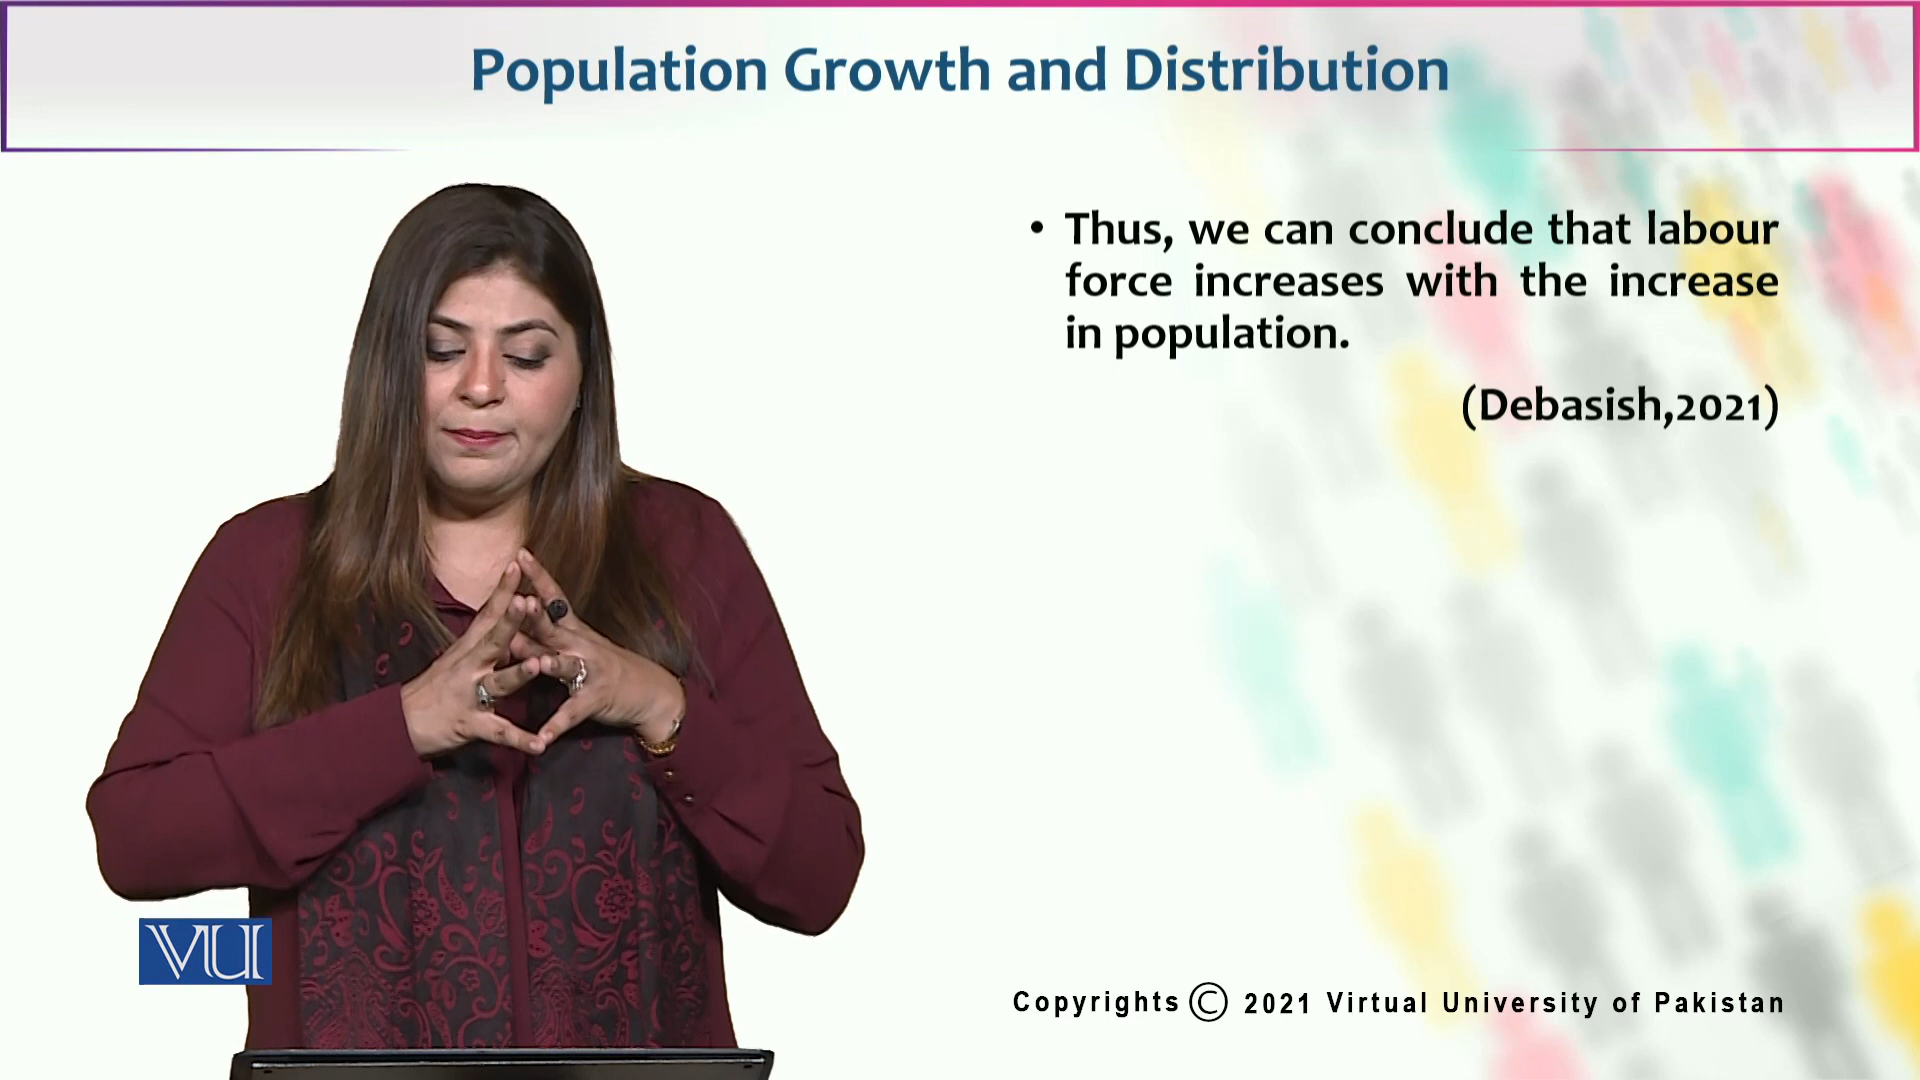 Population Growth and Distribution
• Thus, we can conclude that labour
force increases with the increase
in population.
(Debasish,2021)
VU
Copyrights © 2021 Virtual University of Pakistan